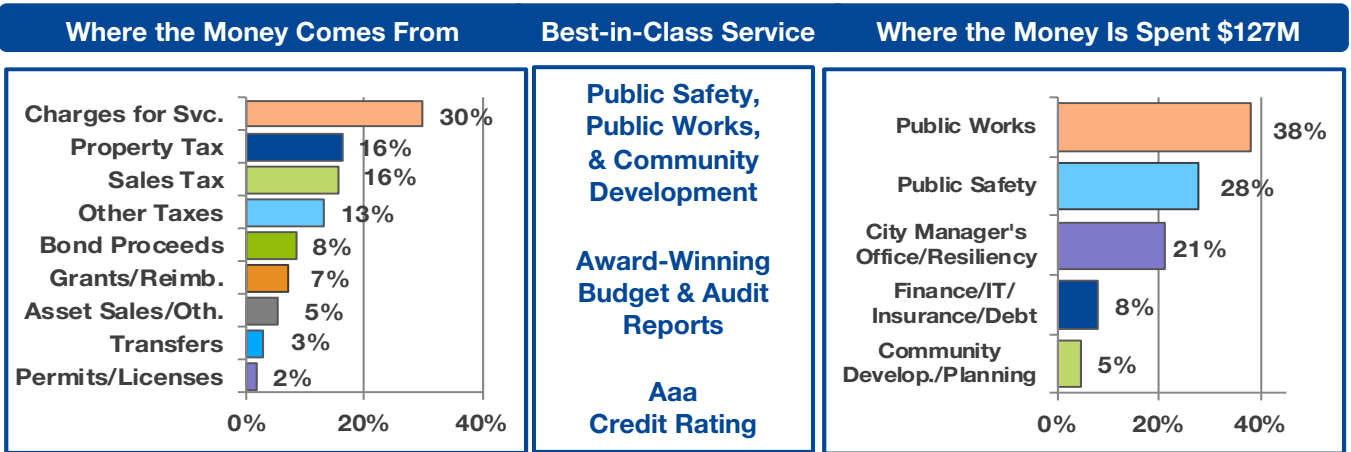 Where the Money Comes From
Best-in-Class Service
Where the Money Is Spent $127M
Charges for Svc.
30%
Property Tax
16%
Sales Tax
16%
Other Taxes
13%
Bond Proceeds
8%
Grants/Reimb.
7%
Asset Sales/Oth.
5%
Transfers
3%
Permits/Licenses
2%
0%
20%
40%
Public Safety,
Public Works,
& Community
Development
Award-Winning
Budget & Audit
Reports
Aaa
Credit Rating
Public Works
38%
Public Safety
28%
City Manager's
Office/Resiliency
21%
Finance/IT/
Insurance/Debt
8%
Community
Develop./Planning
5%
0%
20%
40%